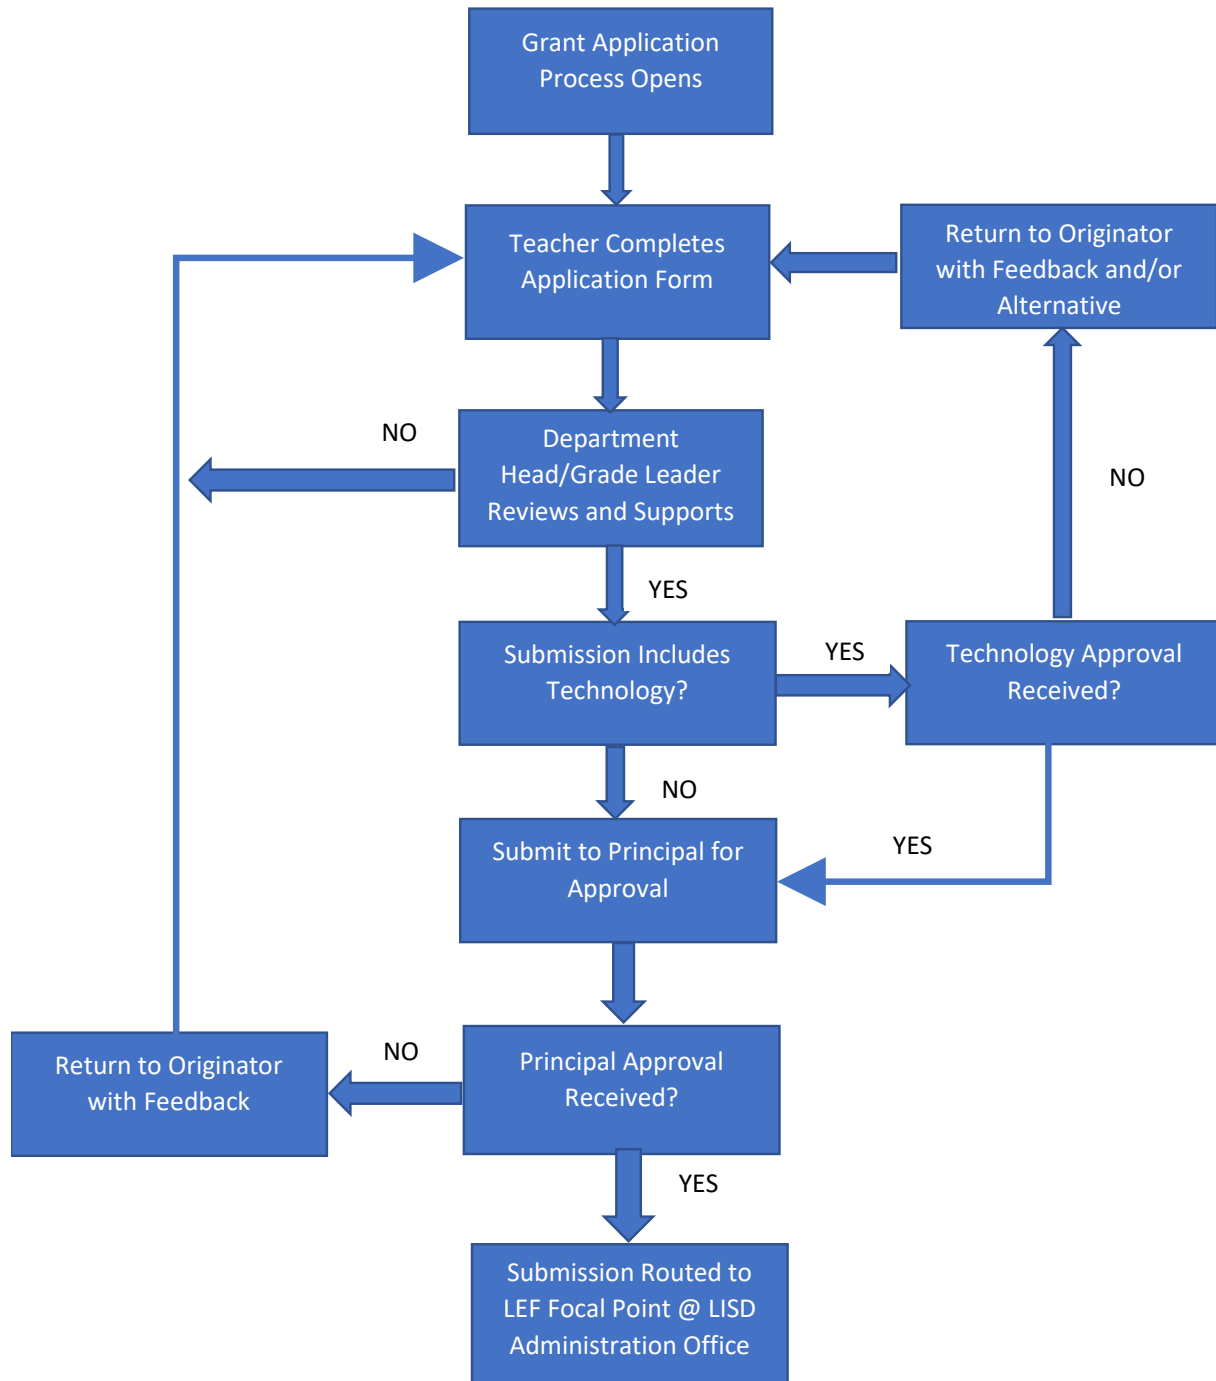 Grant Application
Process Opens
Teacher Completes
Application Form
Return to Originator
with Feedback and/or
Alternative
NO
Department
Head/Grade Leader
Reviews and Supports
NO
YES
Submission Includes
Technology?
YES
Technology Approval
Received?
NO
Submit to Principal for
Approval
YES
Return to Originator
with Feedback
NO
Principal Approval
Received?
YES
Submission Routed to
LEF Focal Point @ LISD
Administration Office